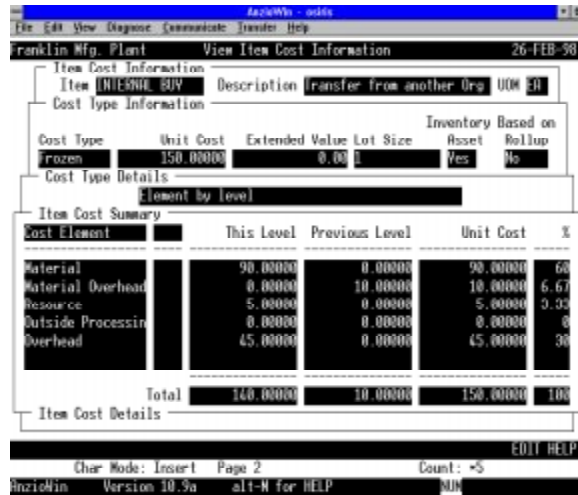 AnzioWin - osiris
File Edit View Diagnose Communicate Transfer Help
Franklin Mfg. Plant View Item Cost Information 26-FEB-98
Item Cost Information
Item INTERNAL BUY Description Transfer from another Org UOM EA
Cost Type Information
Inventory Based on
Cost Type Unit Cost Extended Value Lot Size Asset Rollup
Frozen 150.00000 0.00 1 Yes No
Cost Type Details
Element by level
Item Cost Summary
Cost Element This Level Previous Level Unit Cost %
Material 90.00000 0.00000 90.00000 60
Material Overhead 0.00000 10.00000 10.00000 6.67
Resource 5.00000 0.00000 5.00000 3.33
Outside Processin 0.00000 0.00000 0.00000 0
Overhead 45.00000 0.00000 45.00000 30
Total 140.00000 10.00000 150.00000 100
Item Cost Details
EDIT HELP
Char Mode: Insert Page 2 Count: *5
AnzioWin Version 10.9a alt-N for HELP NUM